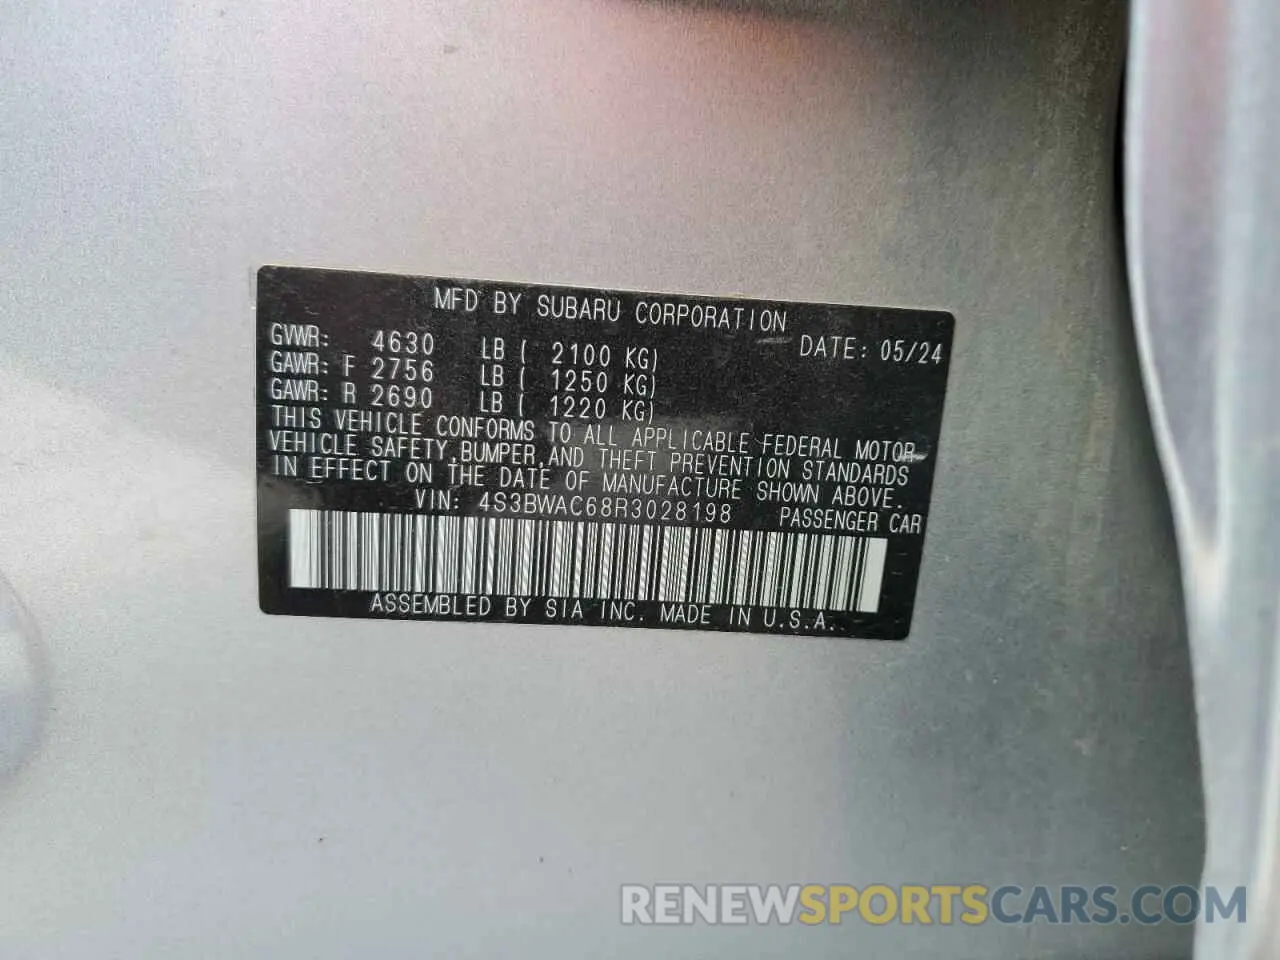 MFD BY SUBARU CORPORATION
GVWR: 4630 LB ( 2100 KG) DATE: 05/24
GAWR: F 2756 LB ( 1250 KG)
GAWR: R 2690 LB ( 1220 KG)
THIS VEHICLE CONFORMS TO ALL APPLICABLE FEDERAL MOTOR
VEHICLE SAFETY, BUMPER, AND THEFT PREVENTION STANDARDS
IN EFFECT ON THE DATE OF MANUFACTURE SHOWN ABOVE.
VIN: 4S3BWAC68R3028198 PASSENGER CAR
ASSEMBLED BY SIA INC. MADE IN U.S.A.
RENEWSPORTSCARS.COM